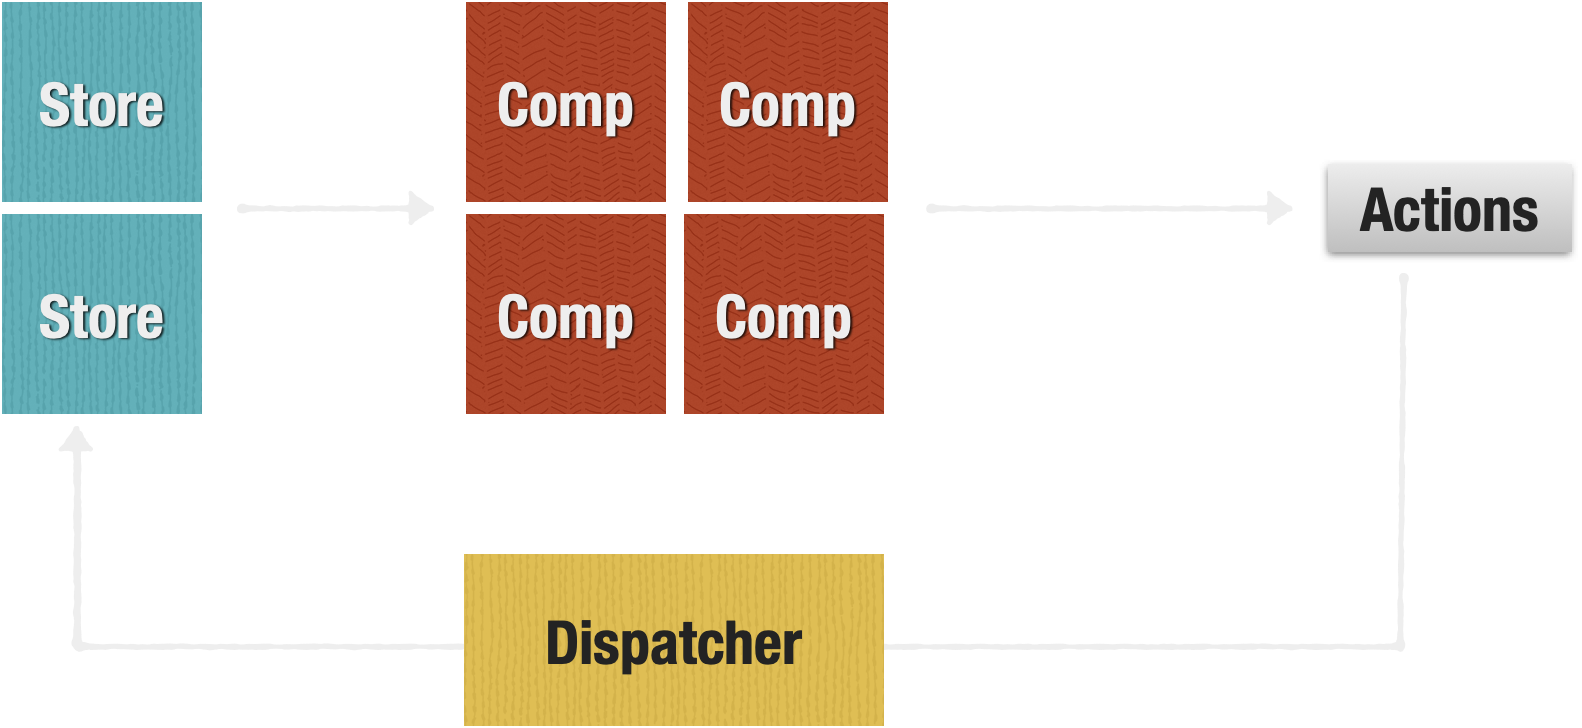 Store
Comp
Comp
Actions
Store
Comp
Comp
Dispatcher